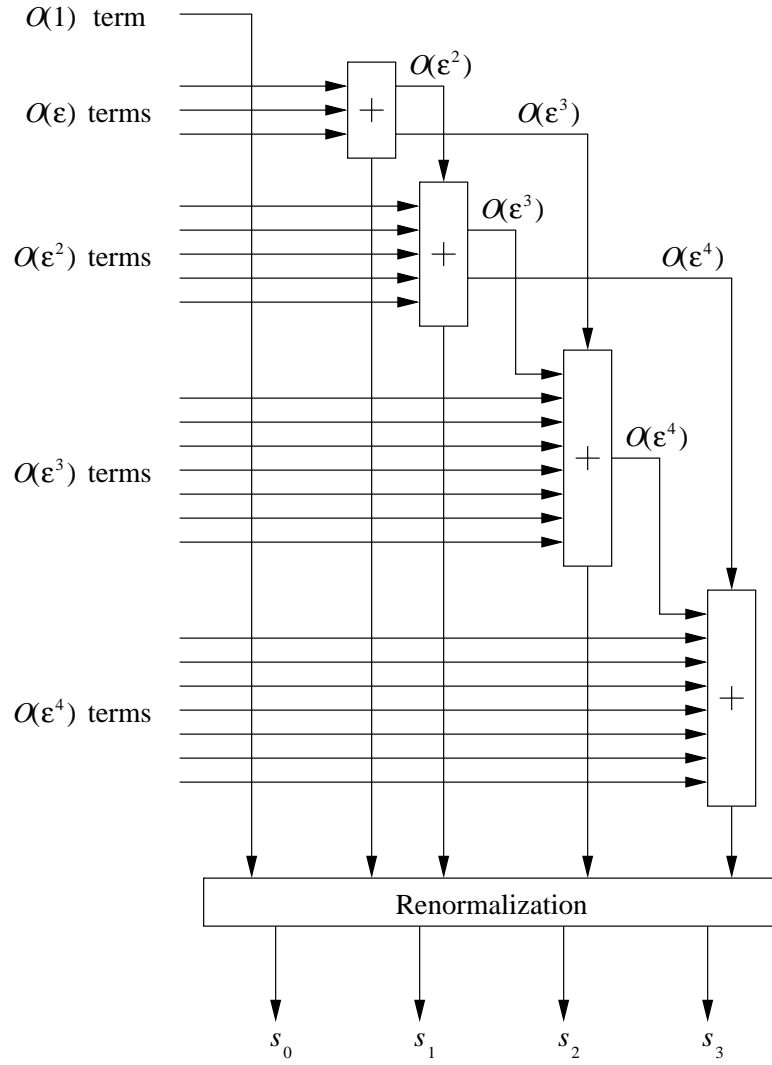 O(1) term
O(ε²)
O(ε) terms
+
O(ε³)
O(ε³)
O(ε²) terms
+
O(ε⁴)
O(ε⁴)
O(ε³) terms
+
O(ε⁴) terms
+
Renormalization
s₀ s₁ s₂ s₃